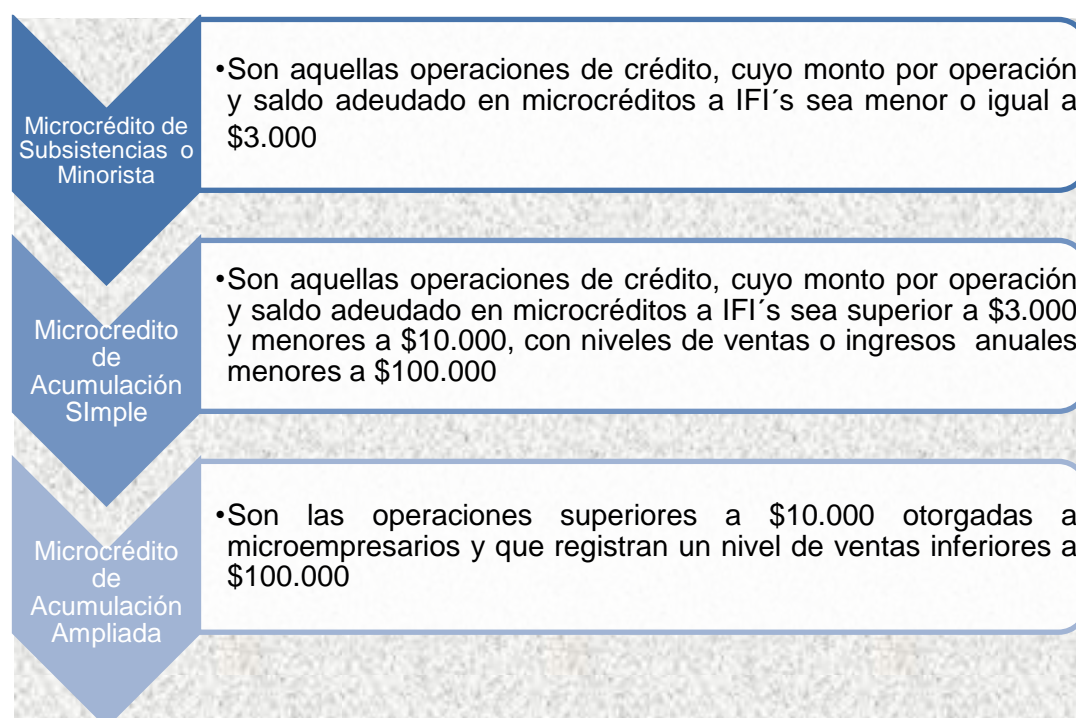 Microcrédito de
Subsistencias o
Minorista
•Son aquellas operaciones de crédito, cuyo monto por operación
y saldo adeudado en microcréditos a IFI´s sea menor o igual a
$3.000
Microcredito
de
Acumulación
SImple
•Son aquellas operaciones de crédito, cuyo monto por operación
y saldo adeudado en microcréditos a IFI´s sea superior a $3.000
y menores a $10.000, con niveles de ventas o ingresos anuales
menores a $100.000
Microcrédito
de
Acumulación
Ampliada
•Son las operaciones superiores a $10.000 otorgadas a
microempresarios y que registran un nivel de ventas inferiores a
$100.000